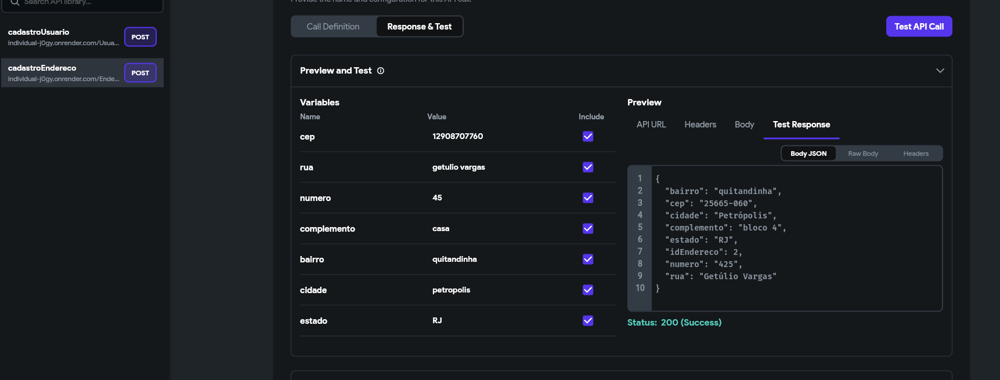 Search API library...
Provide the name and configuration for this API call.
cadastroUsuario
individual-j0gy.onrender.com/Usua...
POST
cadastroEndereco
individual-j0gy.onrender.com/Ende...
POST
Call Definition
Response & Test
Test API Call
Preview and Test
Variables
Name Value Include
cep 12908707760
rua getulio vargas
numero 45
complemento casa
bairro quitandinha
cidade petropolis
estado RJ
Preview
API URL Headers Body Test Response
Body JSON Raw Body Headers
1 {
2 "bairro": "quitandinha",
3 "cep": "25665-060",
4 "cidade": "Petrópolis",
5 "complemento": "bloco 4",
6 "estado": "RJ",
7 "idEndereco": 2,
8 "numero": "425",
9 "rua": "Getúlio Vargas"
10 }
Status: 200 (Success)